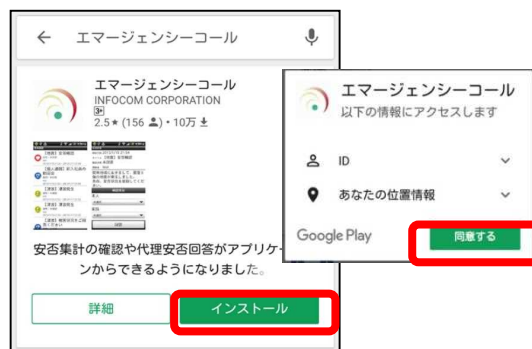 エマージェンシーコール
エマージェンシーコール
INFOCOM CORPORATION
3+
2.5★ (156 ) • 10万
安否集計の確認や代理安否回答がアプリケー
ンからできるようになりました。
詳細
インストール
エマージェンシーコール
以下の情報にアクセスします
ID
あなたの位置情報
Google Play
同意する